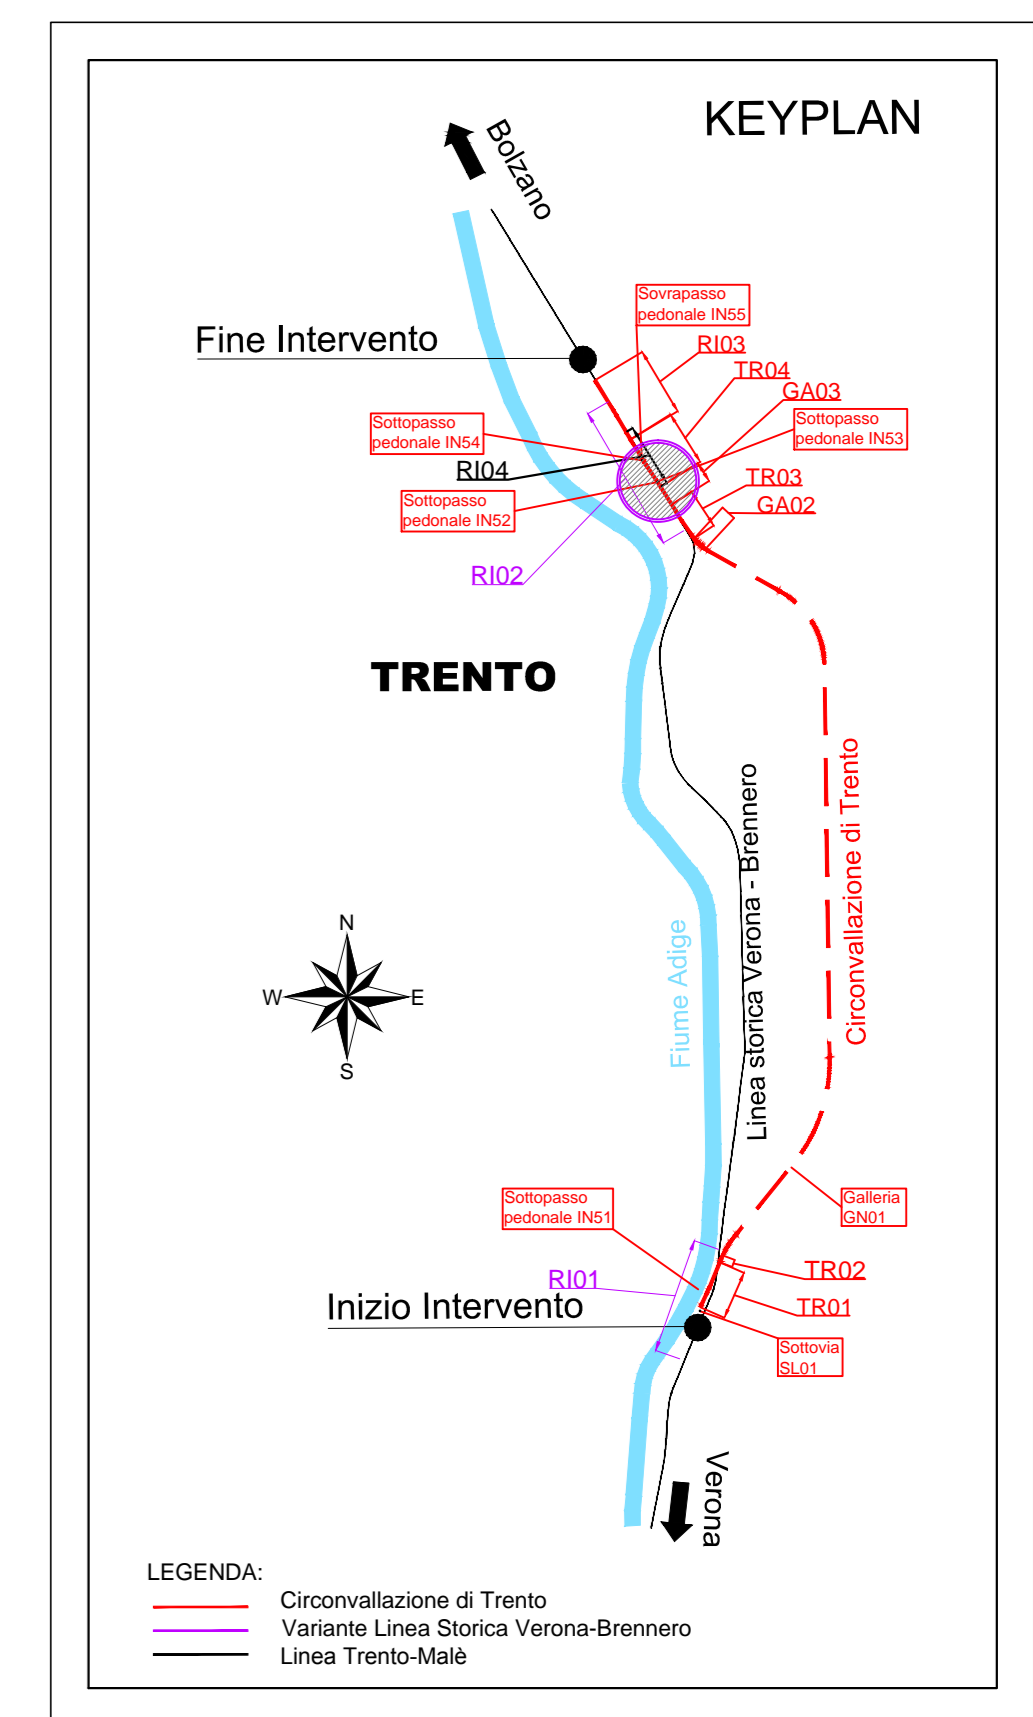 KEYPLAN
Bolzano
Sovrapasso
pedonale IN55
Fine Intervento
RI03
TR04
GA03
Sottopasso
pedonale IN54
Sottopasso
pedonale IN53
RI04
TR03
Sottopasso
pedonale IN52
GA02
RI02
TRENTO
Circonvallazione di Trento
Linea storica Verona - Brennero
Fiume Adige
N
W
E
S
Sottopasso
pedonale IN51
Galleria
GN01
RI01
TR02
Inizio Intervento
TR01
Sottovia
SL01
Verona
LEGENDA:
Circonvallazione di Trento
Variante Linea Storica Verona-Brennero
Linea Trento-Malè